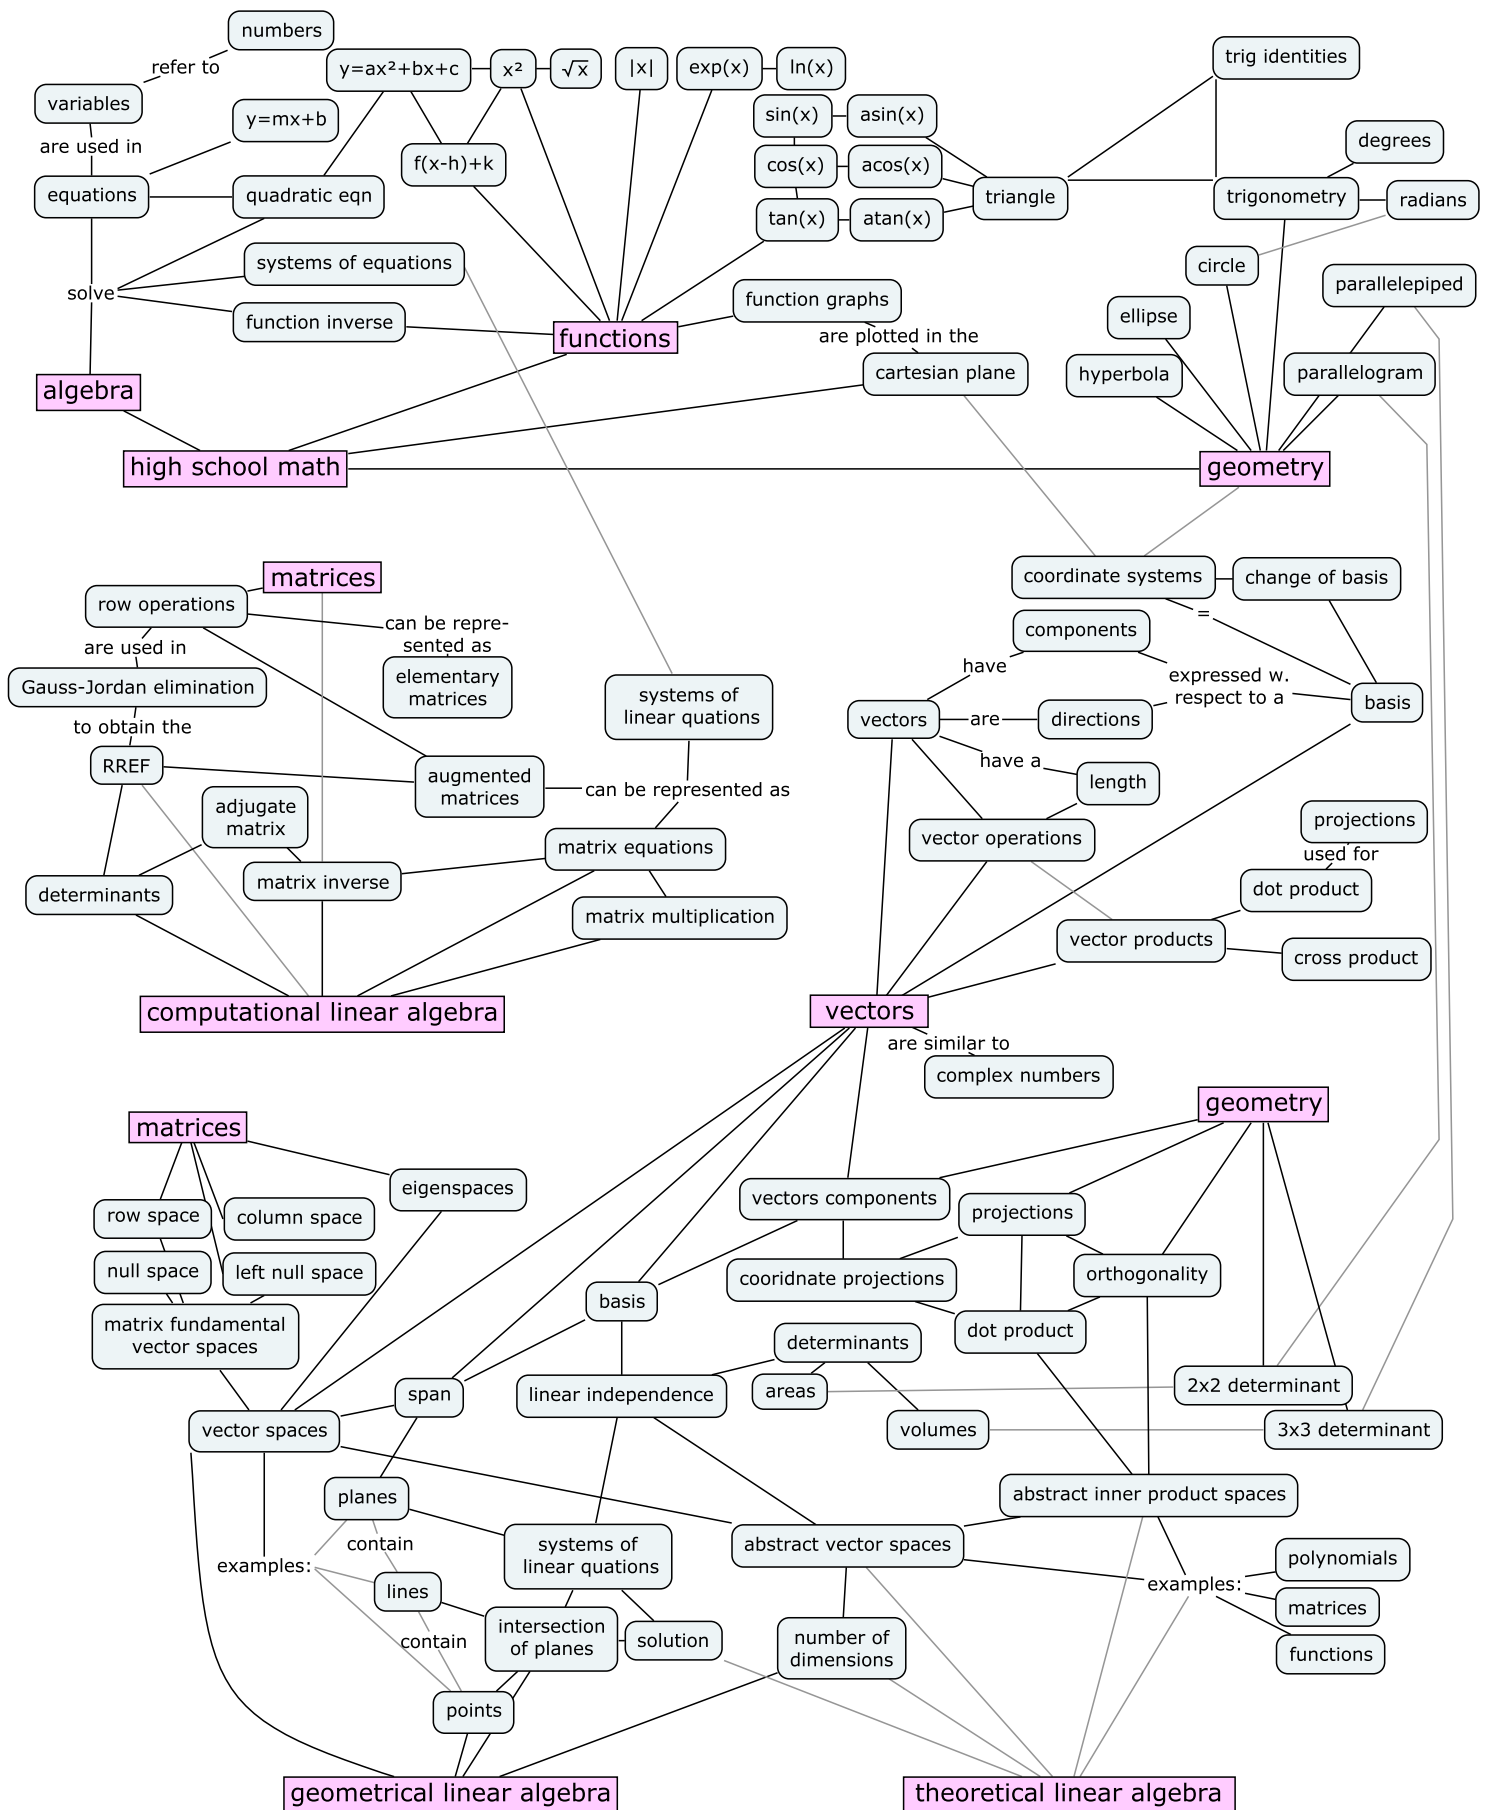 numbers
refer to
y=ax²+bx+c
x²
√x
|x|
exp(x)
ln(x)
trig identities
variables
y=mx+b
sin(x)
asin(x)
degrees
are used in
f(x-h)+k
cos(x)
acos(x)
equations
quadratic eqn
triangle
trigonometry
radians
tan(x)
atan(x)
systems of equations
circle
parallelepiped
solve
function inverse
function graphs
ellipse
functions
are plotted in the
algebra
cartesian plane
hyperbola
parallelogram
high school math
geometry
matrices
coordinate systems
change of basis
row operations
=
can be repre-
sented as
components
are used in
have
expressed w.
respect to a
Gauss-Jordan elimination
elementary
matrices
systems of
linear quations
vectors
are
directions
basis
to obtain the
have a
RREF
augmented
matrices
can be represented as
length
adjugate
matrix
vector operations
projections
matrix equations
used for
matrix inverse
dot product
determinants
matrix multiplication
vector products
cross product
computational linear algebra
vectors
are similar to
complex numbers
matrices
geometry
eigenspaces
vectors components
row space
column space
projections
null space
left null space
cooridnate projections
orthogonality
basis
matrix fundamental
vector spaces
dot product
determinants
span
linear independence
areas
2x2 determinant
vector spaces
volumes
3x3 determinant
planes
abstract inner product spaces
contain
systems of
linear quations
abstract vector spaces
examples:
polynomials
lines
examples:
matrices
contain
intersection
of planes
solution
number of
dimensions
functions
points
geometrical linear algebra
theoretical linear algebra